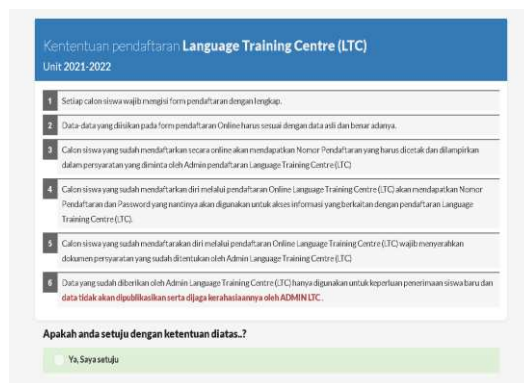 Kententuan pendaftaran Language Training Centre (LTC)
Unit 2021-2022
1 Setiap calon siswa wajib mengisi form pendaftaran dengan lengkap.
2 Data-data yang diisikan pada form pendaftaran Online harus sesuai dengan data asli dan benar adanya.
3 Calon siswa yang sudah mendaftarkan secara online akan mendapatkan Nomor Pendaftaran yang harus dicetak dan dilampirkan
dalam persyaratan yang diminta oleh Admin pendaftaran Language Training Centre (LTC)
4 Calon siswa yang sudah mendaftarkan diri melalui pendaftaran Online Language Training Centre (LTC) akan mendapatkan Nomor
Pendaftaran dan Password yang nantinya akan digunakan untuk akses informasi yang berkaitan dengan pendaftaran Language
Training Centre (LTC).
5 Calon siswa yang sudah mendaftarakan diri melalui pendaftaran Online Language Training Centre (LTC) wajib menyerahkan
dokumen persyaratan yang sudah ditentukan oleh Admin Language Training Centre (LTC)
6 Data yang sudah diberikan oleh Admin Language Training Centre (LTC) hanya digunakan untuk keperluan penerimaan siswa baru dan
data tidak akan dipublikasikan serta dijaga kerahasiaannya oleh ADMIN LTC .
Apakah anda setuju dengan ketentuan diatas..?
Ya, Saya setuju